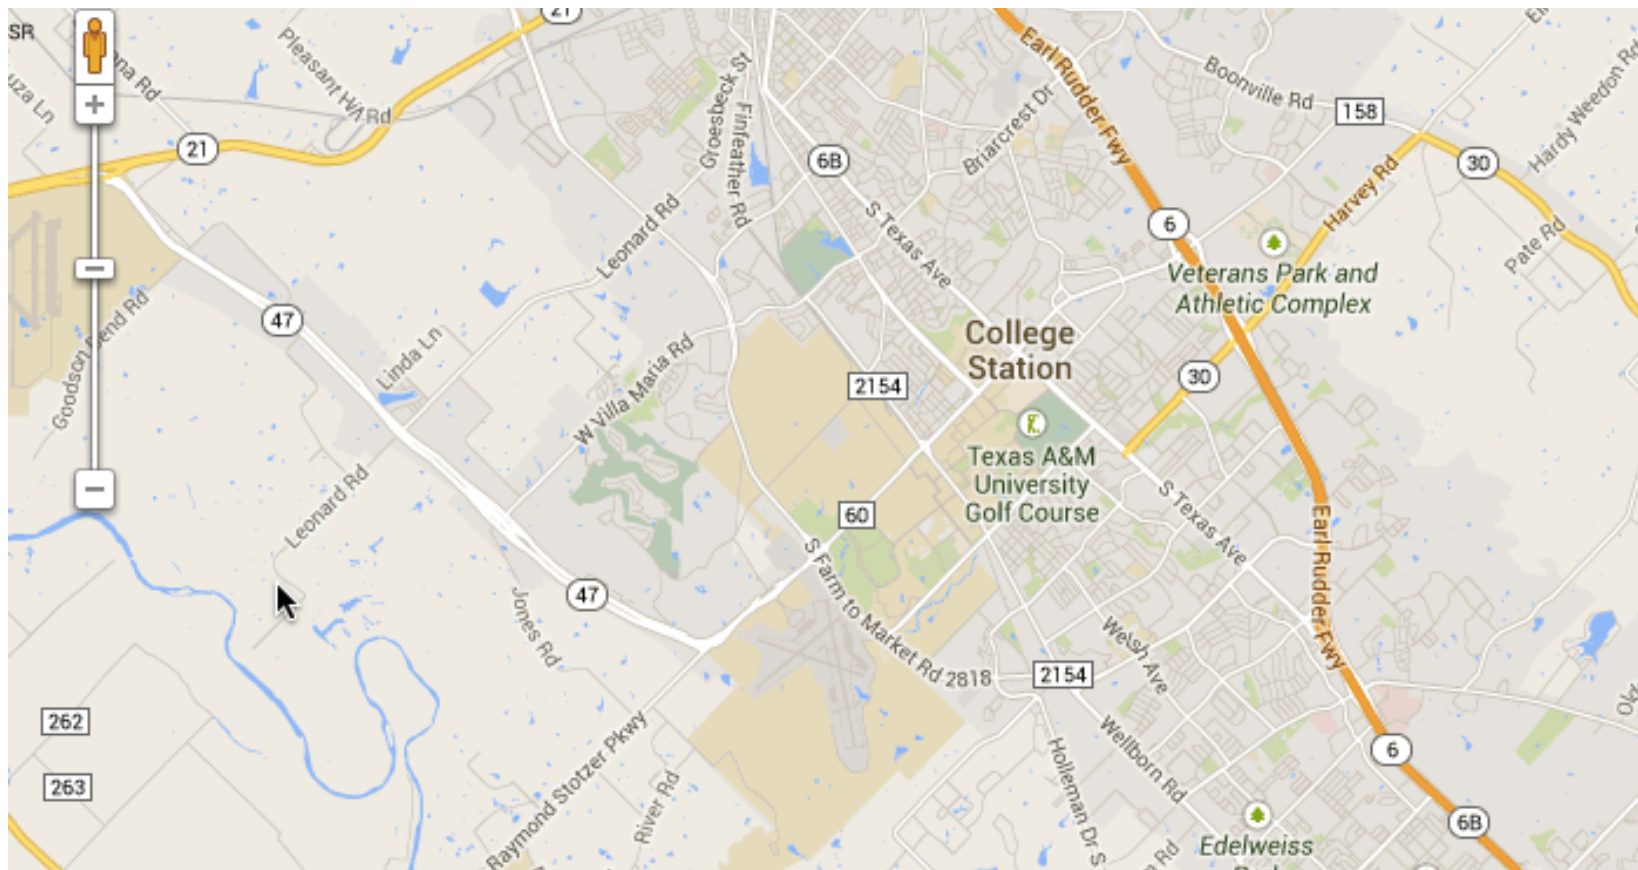 21
Earl Rudder Fwy
SR
Pleasant Hill Rd
Boonville Rd
158
Hardy Weedon Rd
Groesbeck St
Finfeather Rd
Briarcrest Dr
21
6B
Harvey Rd
30
Leonard Rd
S Texas Ave
6
Pate Rd
Veterans Park and
Athletic Complex
Goodson Bend Rd
47
Linda Ln
W Villa Maria Rd
College
Station
2154
30
Texas A&M
University
Golf Course
Leonard Rd
60
S Texas Ave
Earl Rudder Fwy
S Farm to Market Rd 2818
47
Jones Rd
Welsh Ave
2154
262
263
Raymond Stotzer Pkwy
River Rd
Holleman Dr S
Wellborn Rd
6
6B
Edelweiss
Rd